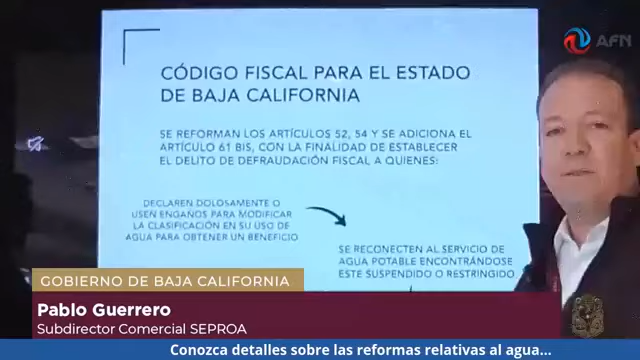 AFN
CÓDIGO FISCAL PARA EL ESTADO
DE BAJA CALIFORNIA
SE REFORMAN LOS ARTÍCULOS 52, 54 Y SE ADICIONA EL
ARTÍCULO 61 BIS, CON LA FINALIDAD DE ESTABLECER
EL DELITO DE DEFRAUDACIÓN FISCAL A QUIENES:
DECLAREN DOLOSAMENTE O
USEN ENGAÑOS PARA MODIFICAR
LA CLASIFICACIÓN EN SU USO DE
AGUA PARA OBTENER UN BENEFICIO
SE RECONECTEN AL SERVICIO DE
AGUA POTABLE ENCONTRÁNDOSE
ESTE SUSPENDIDO O RESTRINGIDO
GOBIERNO DE BAJA CALIFORNIA
Pablo Guerrero
Subdirector Comercial SEPROA
Conozca detalles sobre las reformas relativas al agua...